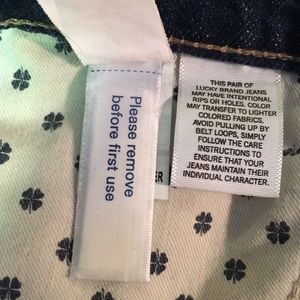 Please remove
before first use
ER
THIS PAIR OF
LUCKY BRAND JEANS
MAY HAVE INTENTIONAL
RIPS OR HOLES. COLOR
MAY TRANSFER TO LIGHTER
COLORED FABRICS.
AVOID PULLING UP BY
BELT LOOPS, SIMPLY
FOLLOW THE CARE
INSTRUCTIONS TO
ENSURE THAT YOUR
JEANS MAINTAIN THEIR
INDIVIDUAL CHARACTER.